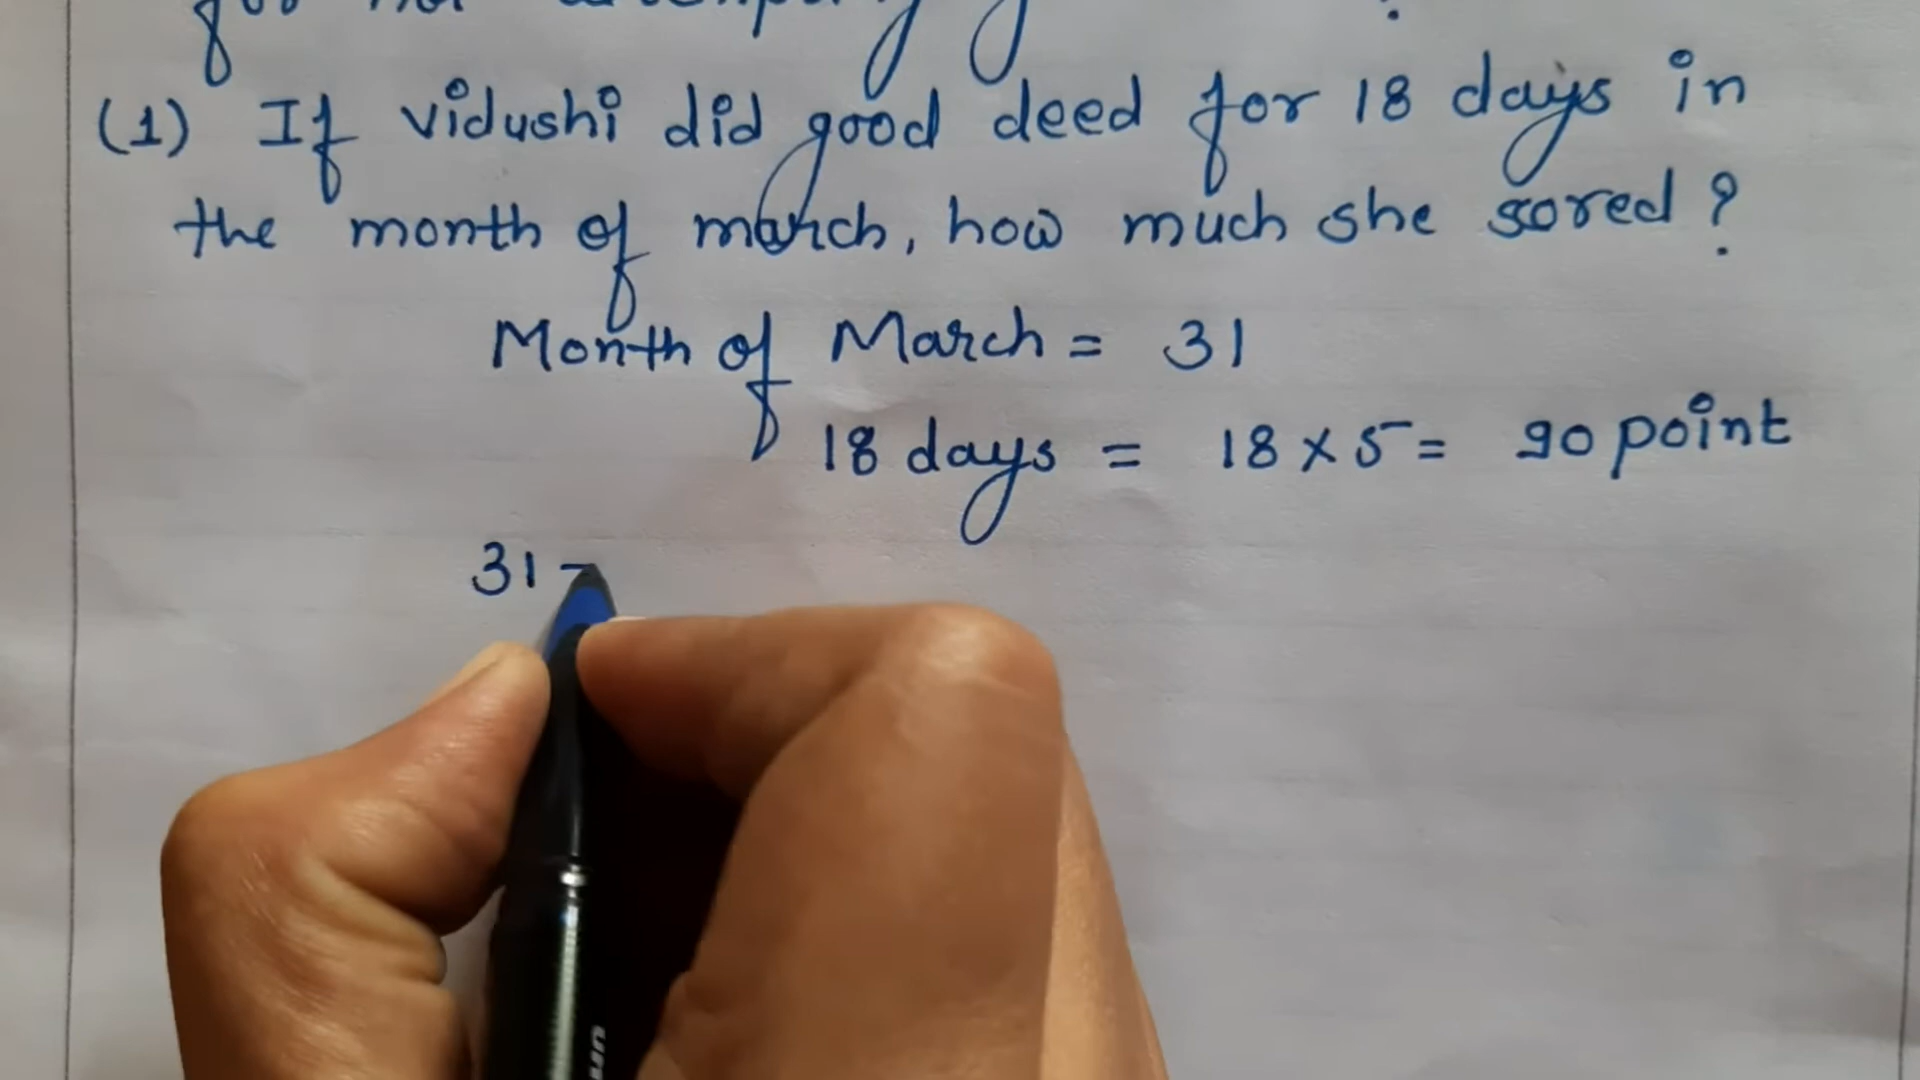 (1) If vidushi did good deed for 18 days in
the month of march, how much she sored?
Month of March = 31
18 days = 18 × 5 = 90 point
31 -